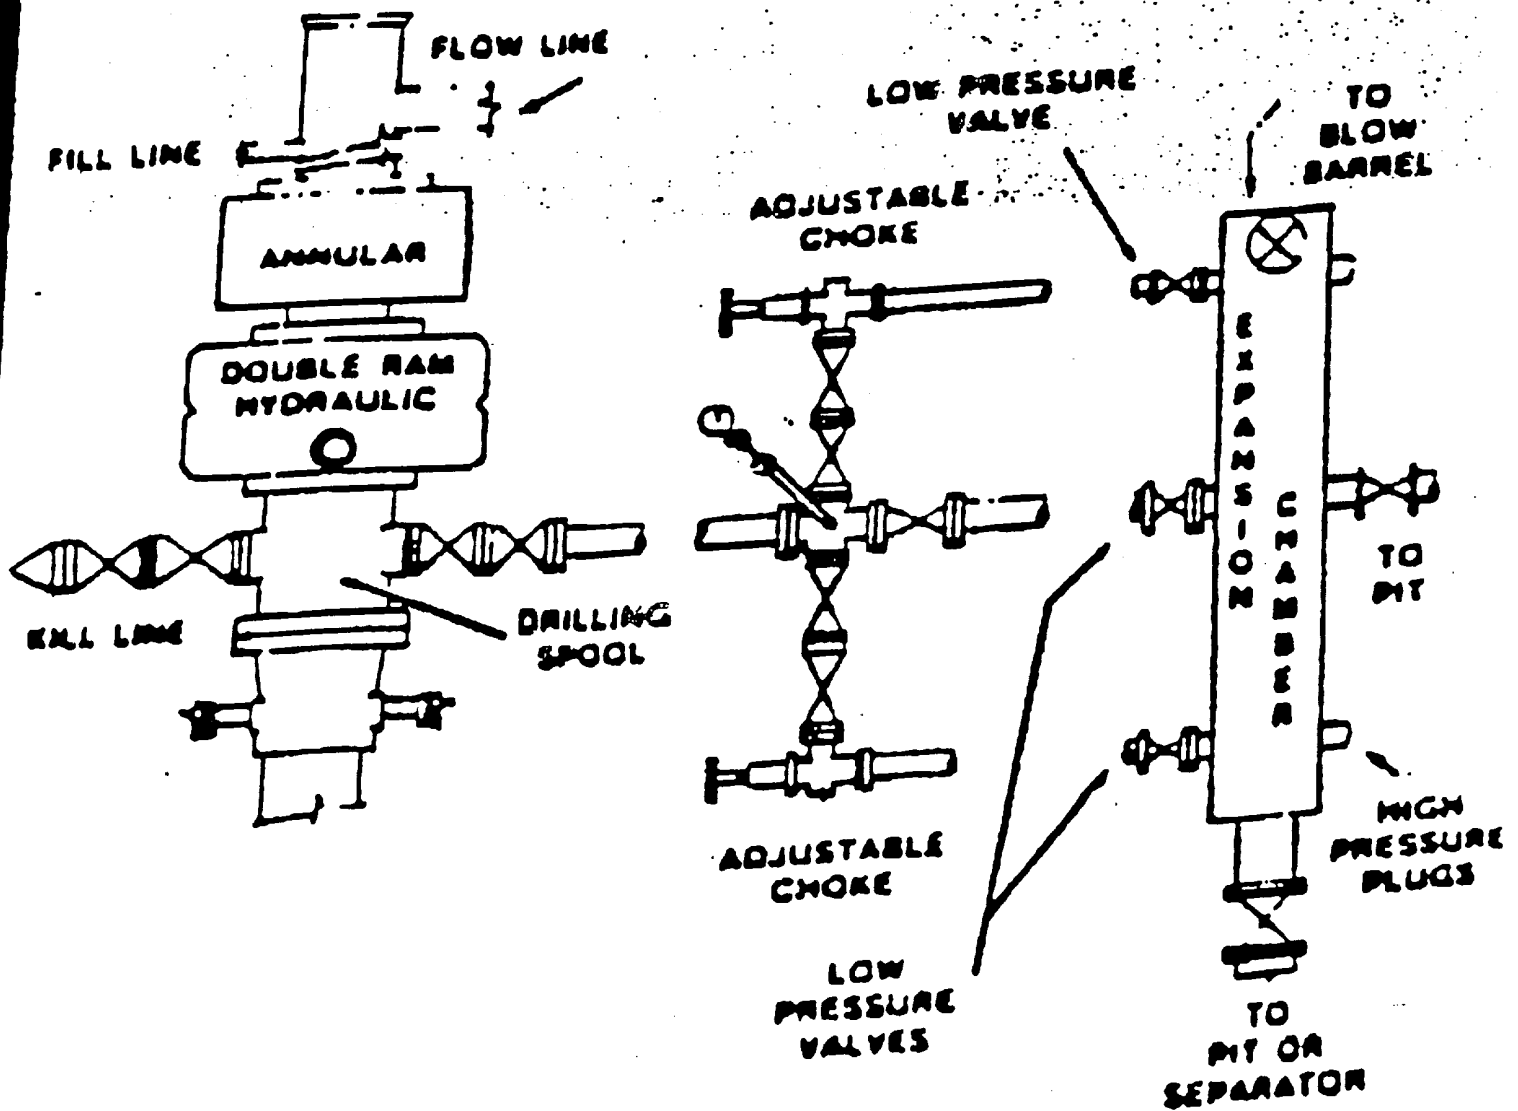 FLOW LINE
FILL LINE
ANNULAR
DOUBLE RAM
HYDRAULIC
KILL LINE
DRILLING
SPOOL
LOW PRESSURE
VALVE
ADJUSTABLE
CHOKE
TO
BLOW
BARREL
EXPANSION
CHAMBER
TO
PIT
HIGH
PRESSURE
PLUGS
ADJUSTABLE
CHOKE
LOW
PRESSURE
VALVES
TO
PIT OR
SEPARATOR